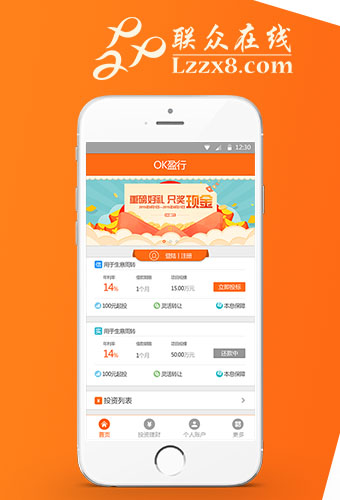 联众在线
Lzzx8.com
12:30
OK盈行
重磅好礼 只奖现金
登陆 | 注册
用于生意周转
年利率 借款期限 项目规模
14% 1个月 15.00万元 立即投标
100元起投 灵活转让 本息保障
用于生意周转
年利率 借款期限 项目规模
14% 1个月 50.00万元 还款中
100元起投 灵活转让 本息保障
投资列表
首页 投资理财 个人账户 更多